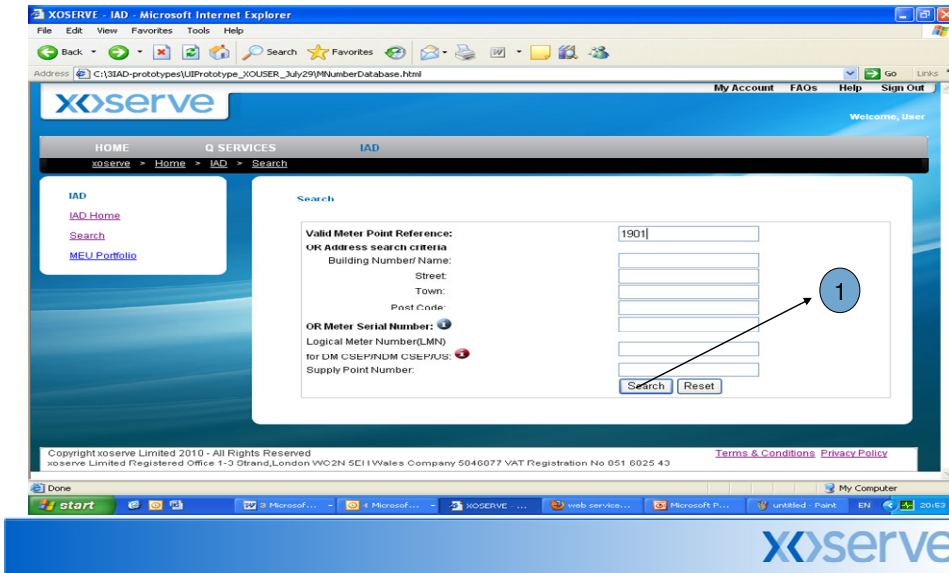 XOSERVE - IAD - Microsoft Internet Explorer
File Edit View Favorites Tools Help
Back Search Favorites
Address C:\3IAD-prototypes\UIPrototype_XOUSER_July29\MNumberDatabase.html Go Links
My Account FAQs Help Sign Out
xoserve
Welcome, User
HOME Q SERVICES IAD
xoserve > Home > IAD > Search
IAD
IAD Home
Search
MEU Portfolio
Search
Valid Meter Point Reference: 1901
OR Address search criteria
Building Number/ Name:
Street:
Town:
Post Code:
OR Meter Serial Number:
Logical Meter Number(LMN)
for DM CSEP/NDM CSEP/US:
Supply Point Number:
Search Reset
1
Copyright xoserve Limited 2010 - All Rights Reserved
xoserve Limited Registered Office 1-3 Strand,London WC2N 5EH Wales Company 5046077 VAT Registration No 851 6025 43
Terms & Conditions Privacy Policy
Done My Computer
start 3 Microsof... 4 Microsof... XOSERVE - ... web service... Microsoft P... untitled - Paint EN 20:53
xoserve